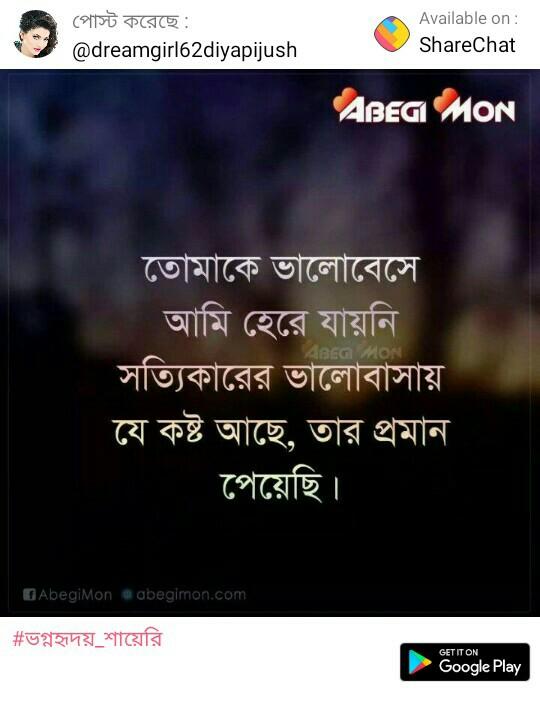 পোস্ট করেছে :
@dreamgirl62diyapijush
Available on :
ShareChat
ABEGI MON
তোমাকে ভালোবেসে
আমি হেরে যায়নি
ABEGI MON
সত্যিকারের ভালোবাসায়
যে কষ্ট আছে, তার প্রমান
পেয়েছি।
AbegiMon abegimon.com
#ভগ্নহৃদয়_শায়েরি
GET IT ON
Google Play